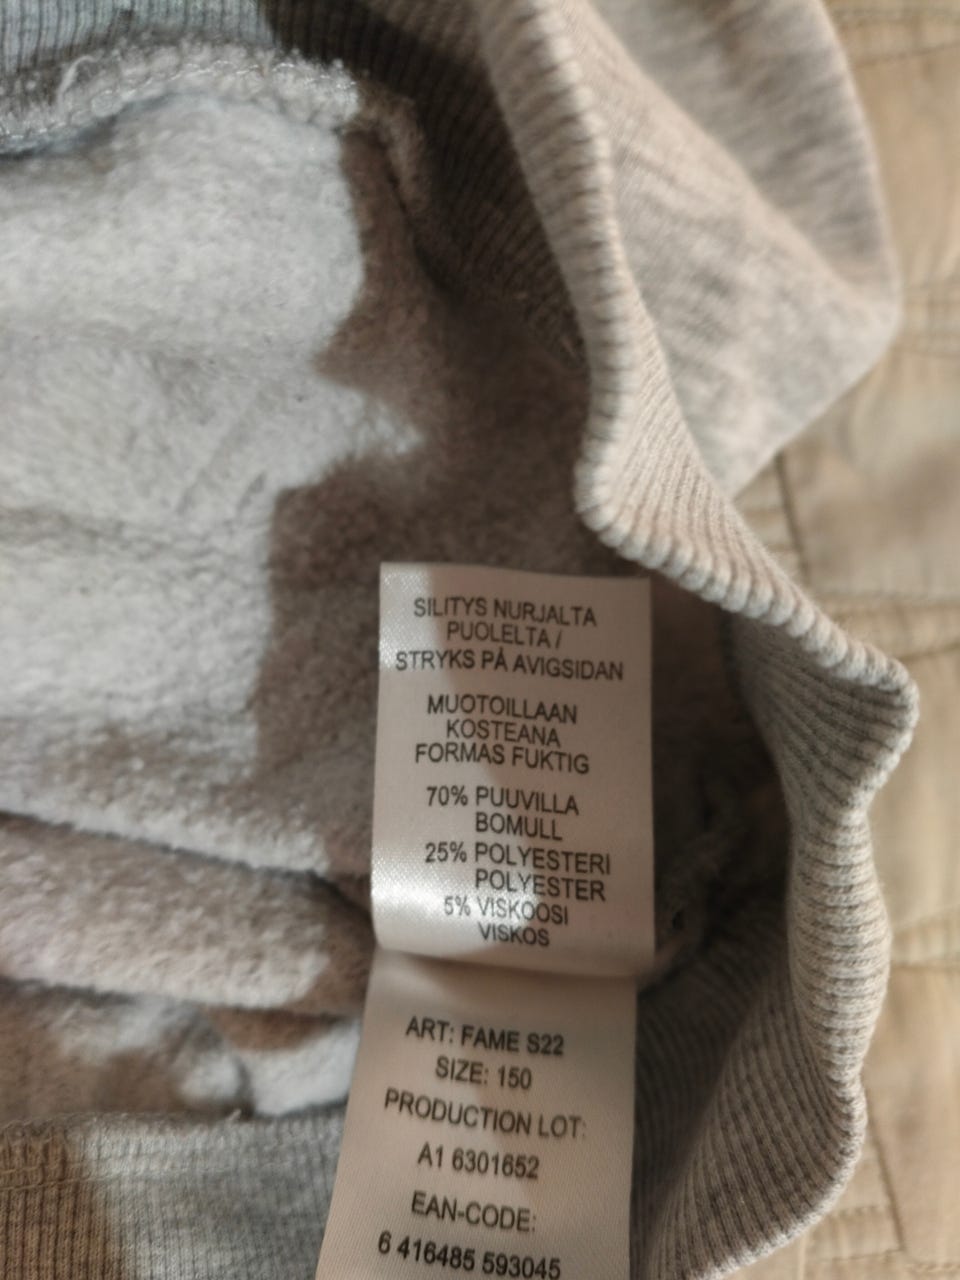 SILITYS NURJALTA
PUOLELTA /
STRYKS PÅ AVIGSIDAN
MUOTOILLAAN
KOSTEANA
FORMAS FUKTIG
70% PUUVILLA
BOMULL
25% POLYESTERI
POLYESTER
5% VISKOOSI
VISKOS
ART: FAME S22
SIZE: 150
PRODUCTION LOT:
A1 6301652
EAN-CODE:
6 416485 593045